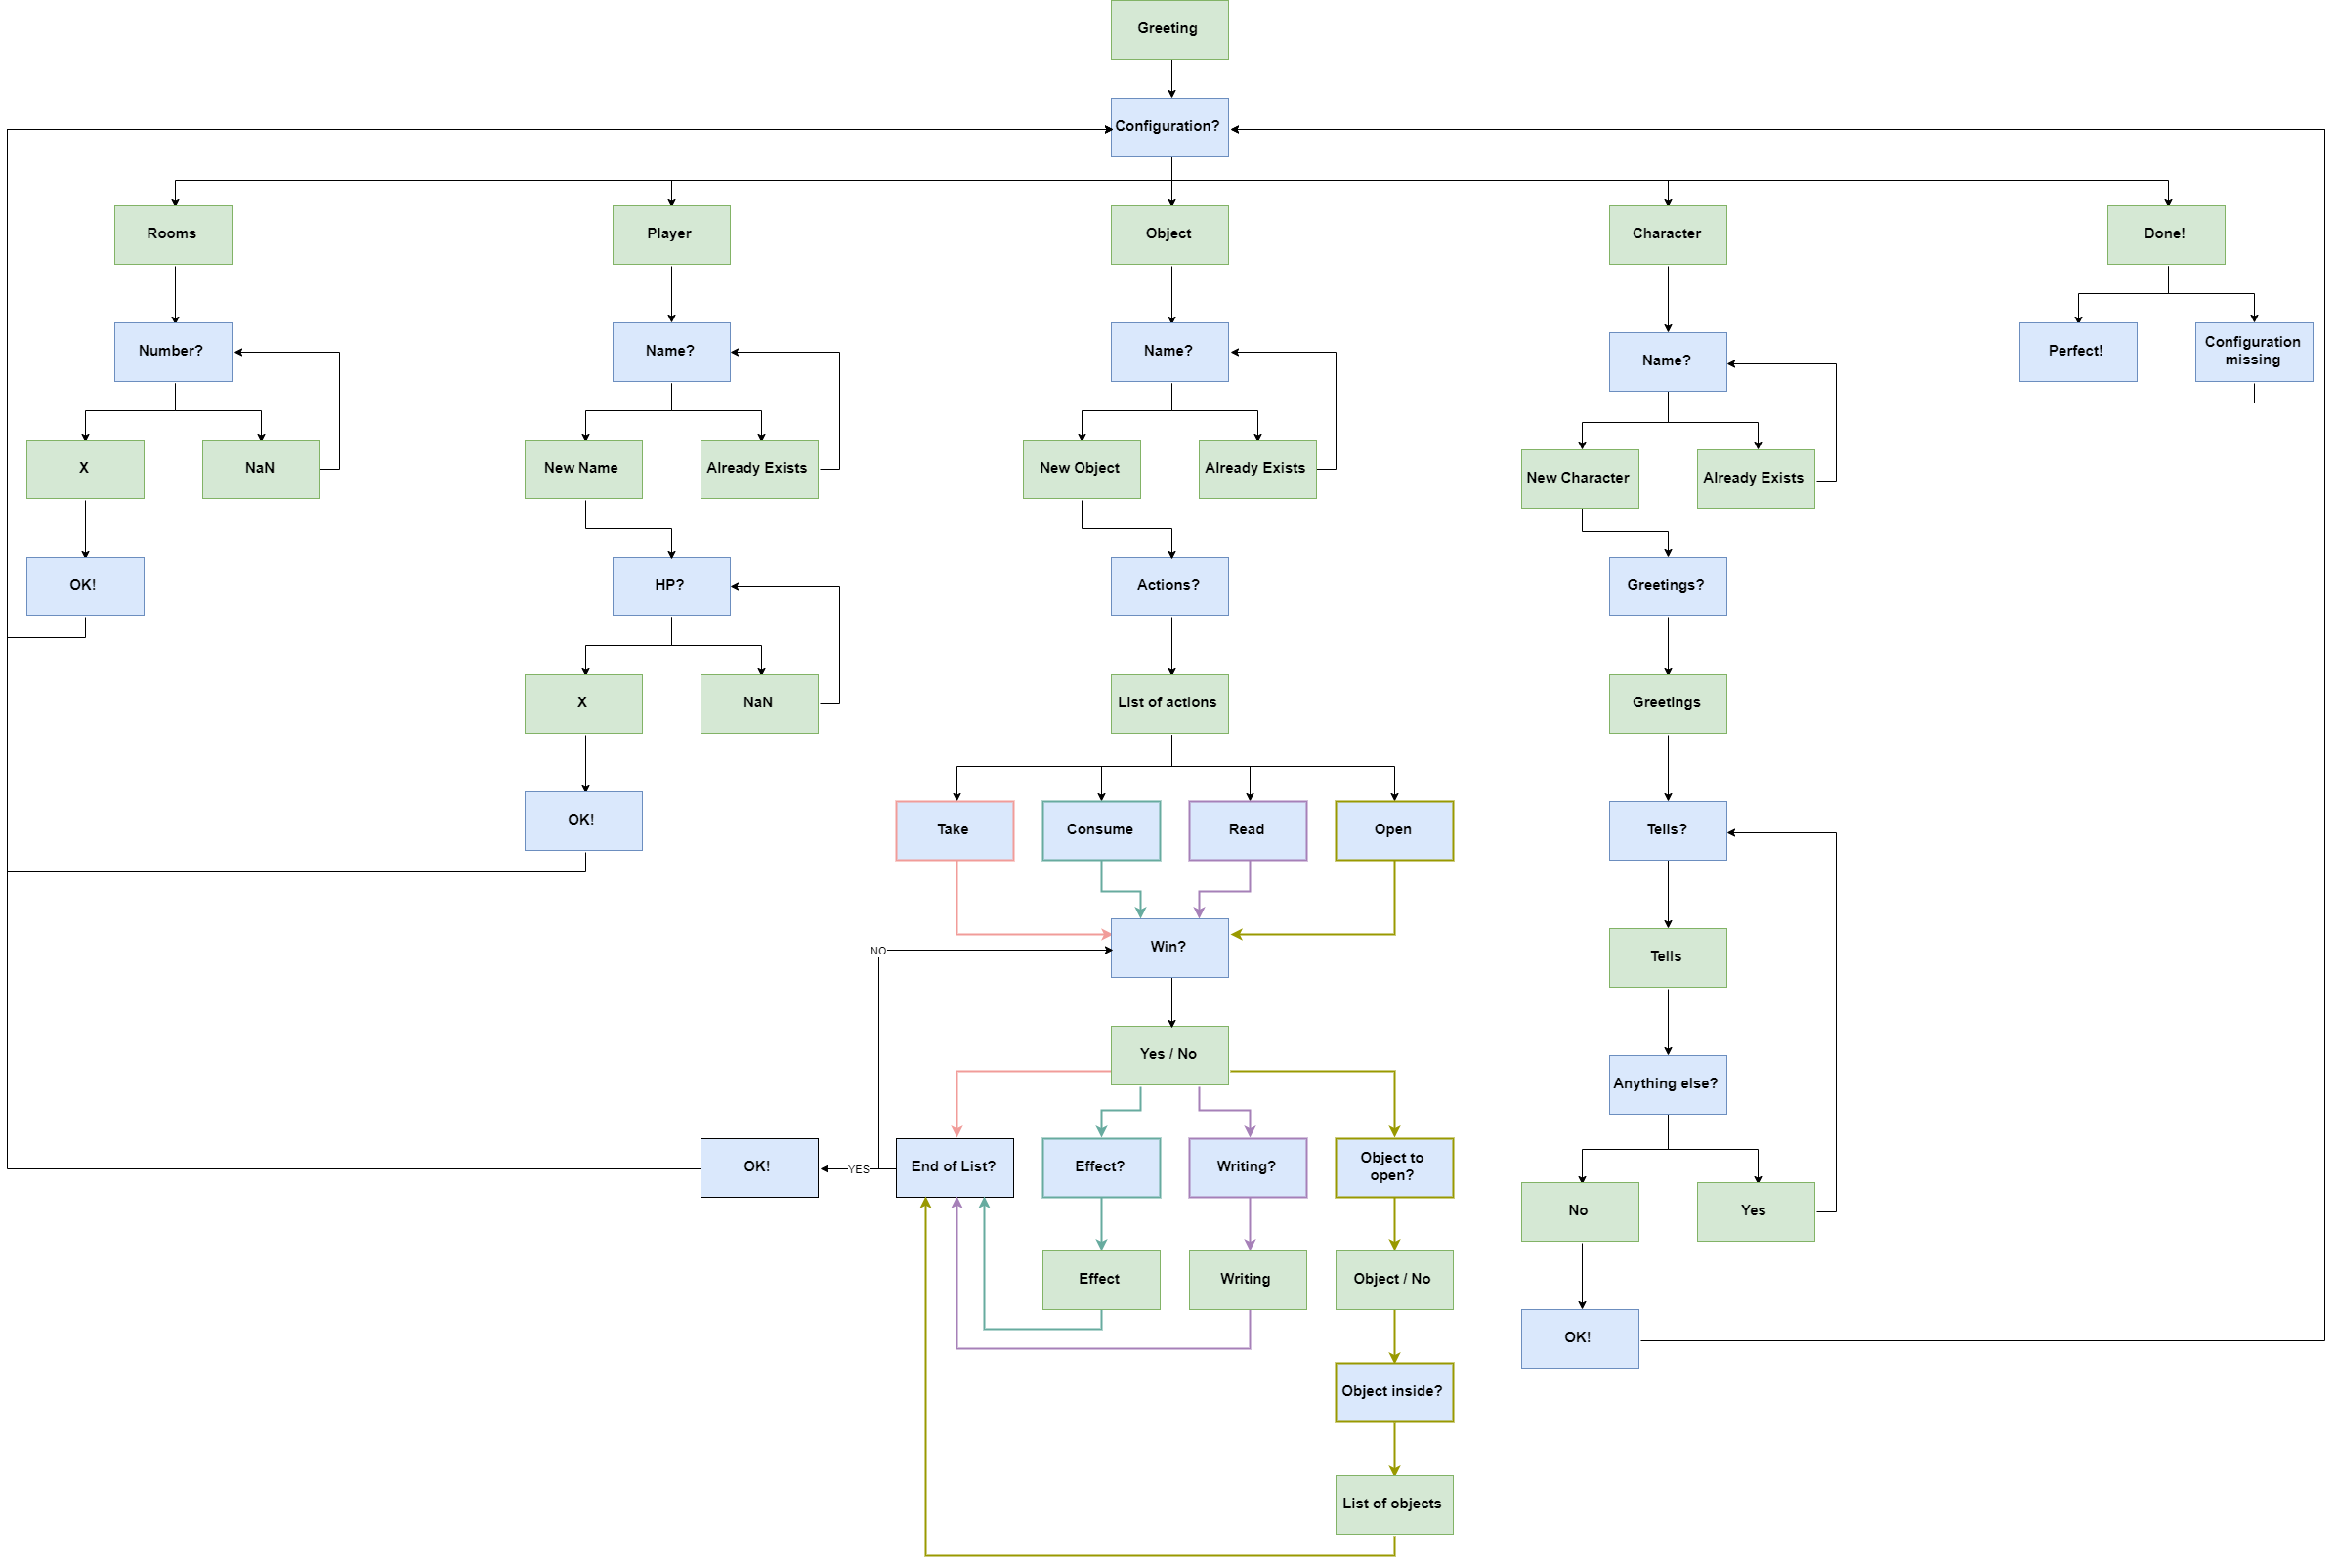 Greeting
Configuration?
Rooms
Player
Object
Character
Done!
Number?
Name?
Name?
Name?
Perfect!
Configuration
missing
X
NaN
New Name
Already Exists
New Object
Already Exists
New Character
Already Exists
OK!
HP?
Actions?
Greetings?
X
NaN
List of actions
Greetings
OK!
Take
Consume
Read
Open
Tells?
NO
Win?
Tells
Yes / No
Anything else?
OK!
YES
End of List?
Effect?
Writing?
Object to
open?
No
Yes
Effect
Writing
Object / No
OK!
Object inside?
List of objects